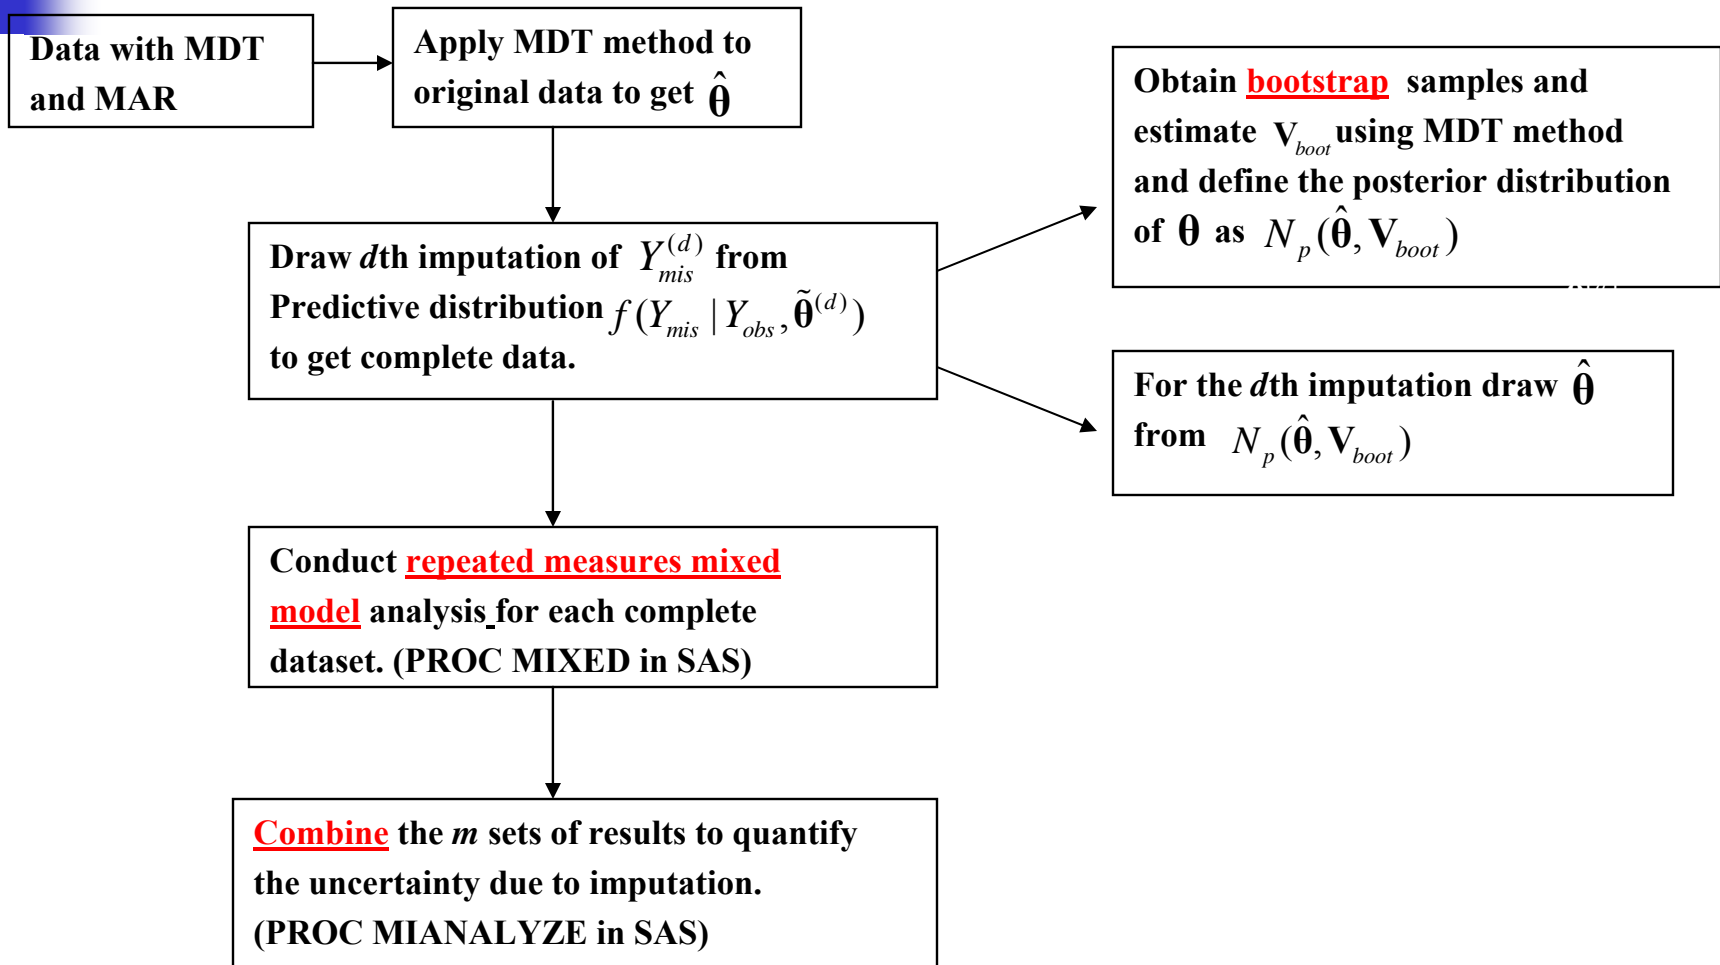 Data with MDT
and MAR
Apply MDT method to
original data to get θ̂
Obtain bootstrap samples and
estimate V_boot using MDT method
and define the posterior distribution
of θ as N_p(θ̂, V_boot)
Draw dth imputation of Y_mis^(d) from
Predictive distribution f(Y_mis | Y_obs, θ̃^(d))
to get complete data.
For the dth imputation draw θ̂
from N_p(θ̂, V_boot)
Conduct repeated measures mixed
model analysis for each complete
dataset. (PROC MIXED in SAS)
Combine the m sets of results to quantify
the uncertainty due to imputation.
(PROC MIANALYZE in SAS)